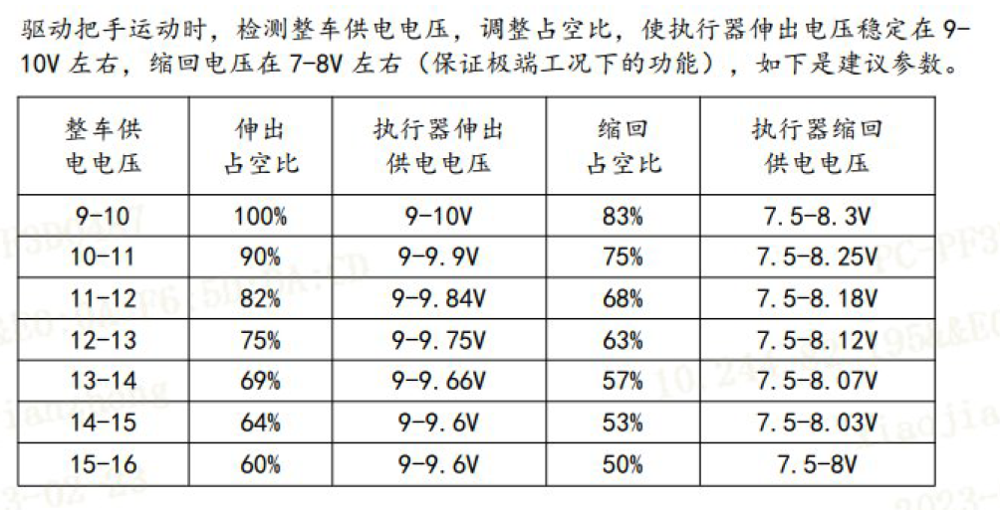 驱动把手运动时，检测整车供电电压，调整占空比，使执行器伸出电压稳定在 9-
10V 左右，缩回电压在 7-8V 左右（保证极端工况下的功能），如下是建议参数。
整车供电电压 伸出占空比 执行器伸出供电电压 缩回占空比 执行器缩回供电电压
9-10 100% 9-10V 83% 7.5-8.3V
10-11 90% 9-9.9V 75% 7.5-8.25V
11-12 82% 9-9.84V 68% 7.5-8.18V
12-13 75% 9-9.75V 63% 7.5-8.12V
13-14 69% 9-9.66V 57% 7.5-8.07V
14-15 64% 9-9.6V 53% 7.5-8.03V
15-16 60% 9-9.6V 50% 7.5-8V